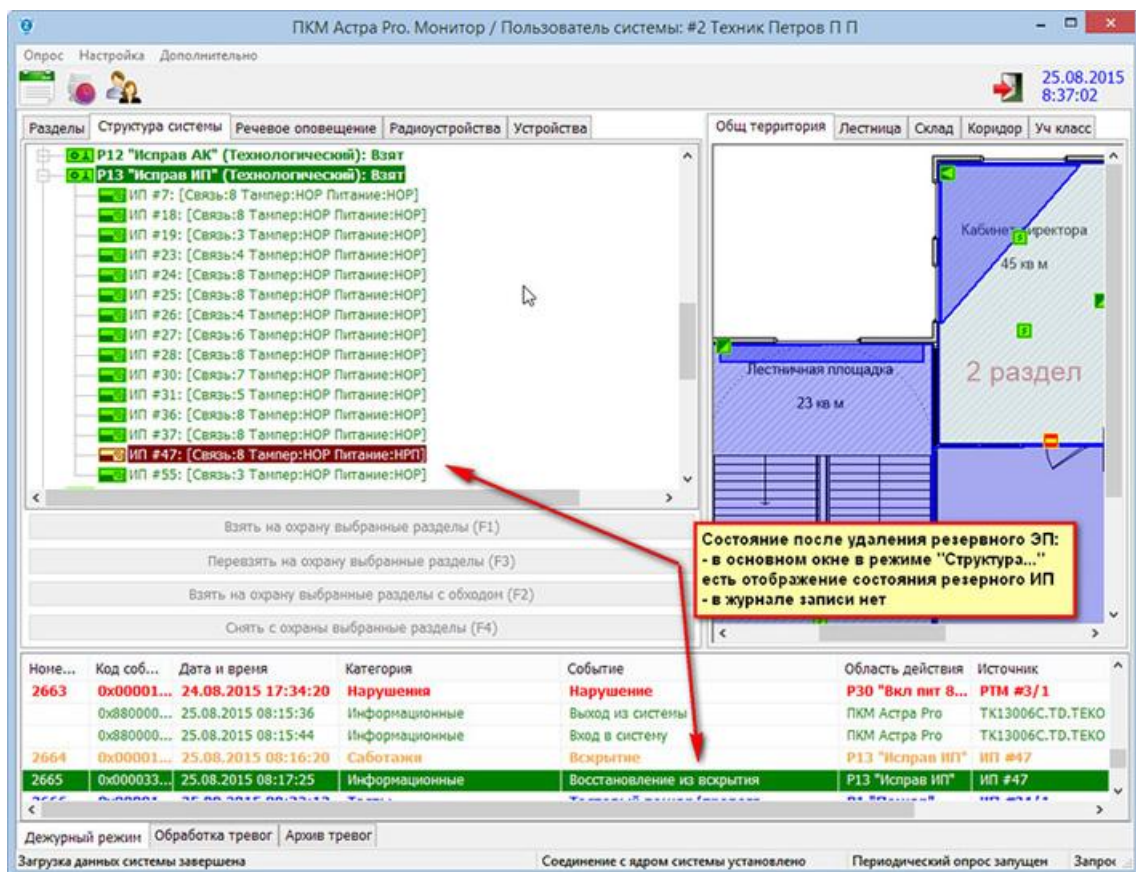 ПКМ Астра Pro. Монитор / Пользователь системы: #2 Техник Петров П П
Опрос Настройка Дополнительно
25.08.2015
8:37:02
Разделы Структура системы Речевое оповещение Радиоустройства Устройства
Общ территория Лестница Склад Коридор Уч класс
Р12 "Исправ АК" (Технологический): Взят
Р13 "Исправ ИП" (Технологический): Взят
ИП #7: [Связь:8 Тампер:НОР Питание:НОР]
ИП #18: [Связь:8 Тампер:НОР Питание:НОР]
ИП #19: [Связь:3 Тампер:НОР Питание:НОР]
ИП #23: [Связь:4 Тампер:НОР Питание:НОР]
ИП #24: [Связь:8 Тампер:НОР Питание:НОР]
ИП #25: [Связь:8 Тампер:НОР Питание:НОР]
ИП #26: [Связь:4 Тампер:НОР Питание:НОР]
ИП #27: [Связь:6 Тампер:НОР Питание:НОР]
ИП #28: [Связь:8 Тампер:НОР Питание:НОР]
ИП #30: [Связь:7 Тампер:НОР Питание:НОР]
ИП #31: [Связь:5 Тампер:НОР Питание:НОР]
ИП #36: [Связь:8 Тампер:НОР Питание:НОР]
ИП #37: [Связь:8 Тампер:НОР Питание:НОР]
ИП #47: [Связь:8 Тампер:НОР Питание:НРП]
ИП #55: [Связь:3 Тампер:НОР Питание:НОР]
Кабинет директора
45 кв м
2 раздел
Лестничная площадка
23 кв м
Взять на охрану выбранные разделы (F1)
Перевзять на охрану выбранные разделы (F3)
Взять на охрану выбранные разделы с обходом (F2)
Снять с охраны выбранные разделы (F4)
Состояние после удаления резервного ЭП:
- в основном окне в режиме "Структура..."
есть отображение состояния резерного ИП
- в журнале записи нет
Номе... Код соб... Дата и время Категория Событие Область действия Источник
2663 0x00001... 24.08.2015 17:34:20 Нарушения Нарушение Р30 "Вкл пит 8... РТМ #3/1
0x880000... 25.08.2015 08:15:36 Информационные Выход из системы ПКМ Астра Pro TK13006C.TD.TEKO
0x880000... 25.08.2015 08:15:44 Информационные Вход в систему ПКМ Астра Pro TK13006C.TD.TEKO
2664 0x00001... 25.08.2015 08:16:20 Саботажи Вскрытие Р13 "Исправ ИП" ИП #47
2665 0x000033... 25.08.2015 08:17:25 Информационные Восстановление из вскрытия Р13 "Исправ ИП" ИП #47
Дежурный режим Обработка тревог Архив тревог
Загрузка данных системы завершена Соединение с ядром системы установлено Периодический опрос запущен Запрос